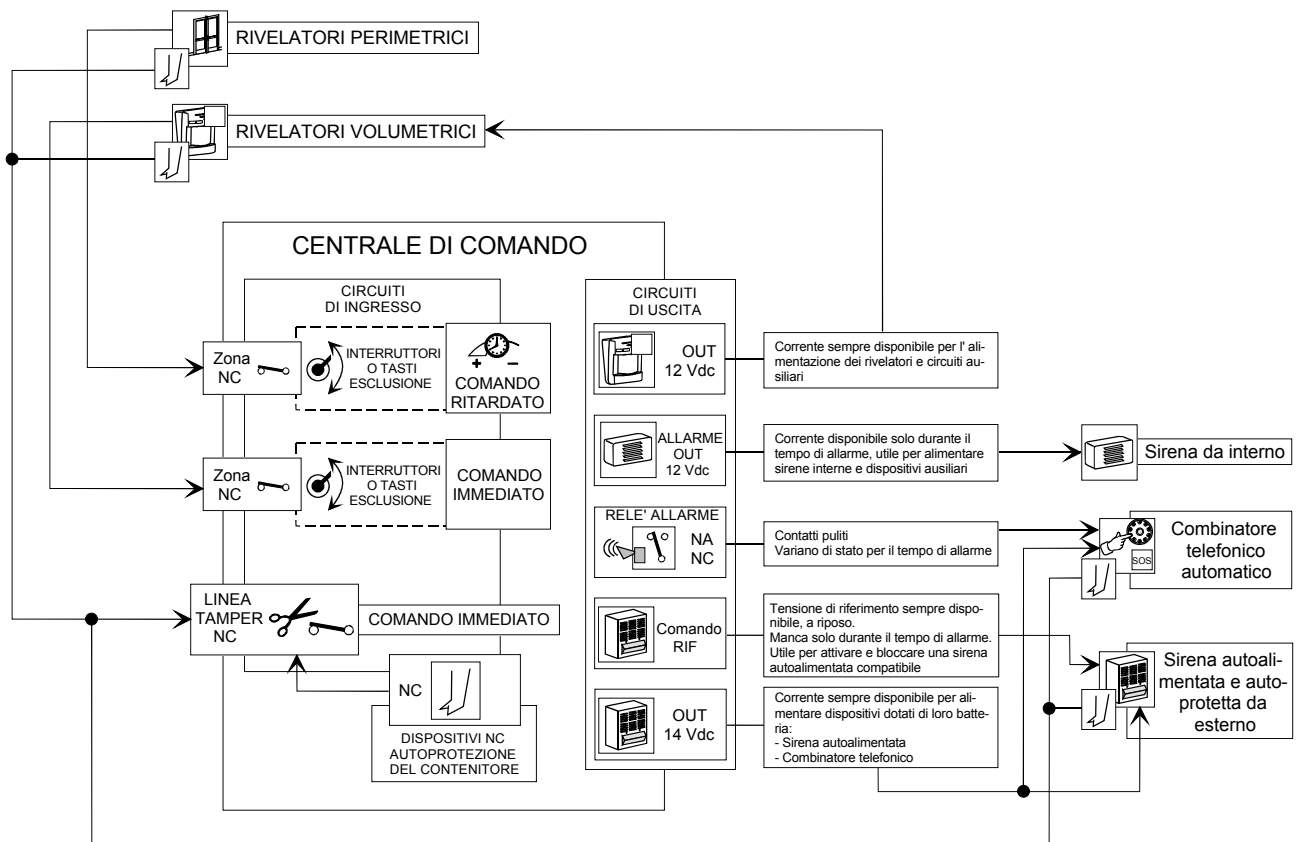 RIVELATORI PERIMETRICI
RIVELATORI VOLUMETRICI
CENTRALE DI COMANDO
CIRCUITI
DI INGRESSO
Zona
NC
INTERRUTTORI
O TASTI
ESCLUSIONE
+ −
COMANDO
RITARDATO
Zona
NC
INTERRUTTORI
O TASTI
ESCLUSIONE
COMANDO
IMMEDIATO
LINEA
TAMPER
NC
COMANDO IMMEDIATO
NC
DISPOSITIVI NC
AUTOPROTEZIONE
DEL CONTENITORE
CIRCUITI
DI USCITA
OUT
12 Vdc
Corrente sempre disponibile per l' ali-
mentazione dei rivelatori e circuiti au-
siliari
ALLARME
OUT
12 Vdc
Corrente disponibile solo durante il
tempo di allarme, utile per alimentare
sirene interne e dispositivi ausiliari
Sirena da interno
RELE' ALLARME
NA
NC
Contatti puliti
Variano di stato per il tempo di allarme
SOS
Combinatore
telefonico
automatico
Comando
RIF
Tensione di riferimento sempre dispo-
nibile, a riposo.
Manca solo durante il tempo di allarme.
Utile per attivare e bloccare una sirena
autoalimentata compatibile
Sirena autoali-
mentata e auto-
protetta da
esterno
OUT
14 Vdc
Corrente sempre disponibile per ali-
mentare dispositivi dotati di loro batte-
ria:
- Sirena autoalimentata
- Combinatore telefonico